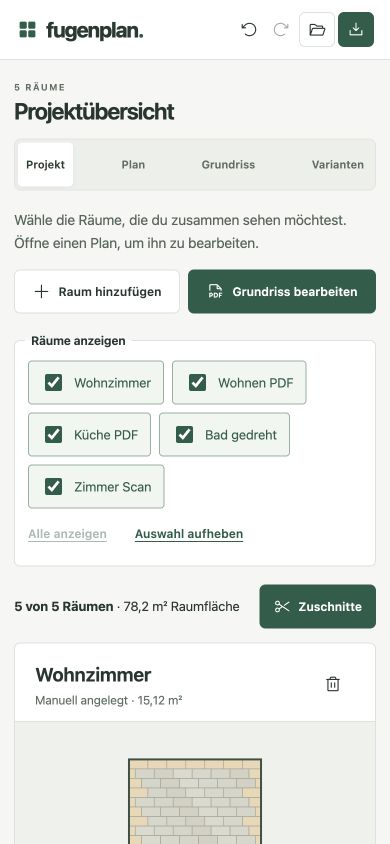 fugenplan.
5 RÄUME
Projektübersicht
Projekt Plan Grundriss Varianten
Wähle die Räume, die du zusammen sehen möchtest.
Öffne einen Plan, um ihn zu bearbeiten.
Raum hinzufügen
PDF Grundriss bearbeiten
Räume anzeigen
Wohnzimmer Wohnen PDF
Küche PDF Bad gedreht
Zimmer Scan
Alle anzeigen Auswahl aufheben
5 von 5 Räumen · 78,2 m² Raumfläche Zuschnitte
Wohnzimmer
Manuell angelegt · 15,12 m²